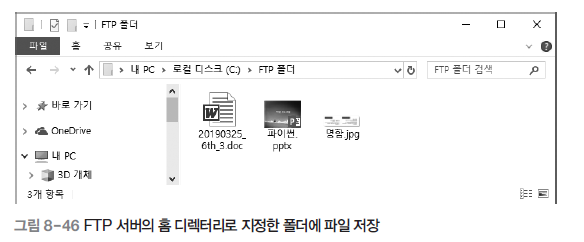 FTP 폴더
파일 홈 공유 보기
내 PC > 로컬 디스크 (C:) > FTP 폴더
FTP 폴더 검색
바로 가기
OneDrive
내 PC
3D 개체
20190325_
6th_3.doc
파이썬.
pptx
명함.jpg
3개 항목
그림 8-46 FTP 서버의 홈 디렉터리로 지정한 폴더에 파일 저장